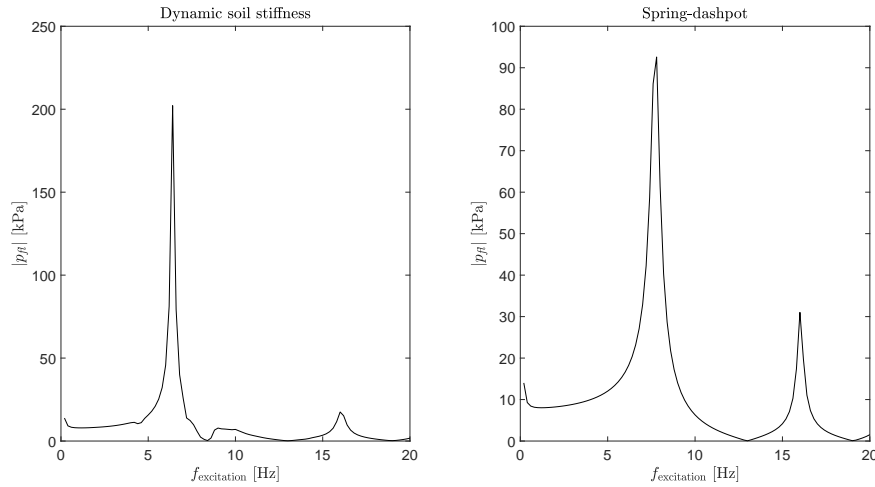 Dynamic soil stiffness
250
200
150
100
50
0
|p_fl| [kPa]
0 5 10 15 20
f_excitation [Hz]
Spring-dashpot
100
90
80
70
60
50
40
30
20
10
0
|p_fl| [kPa]
0 5 10 15 20
f_excitation [Hz]